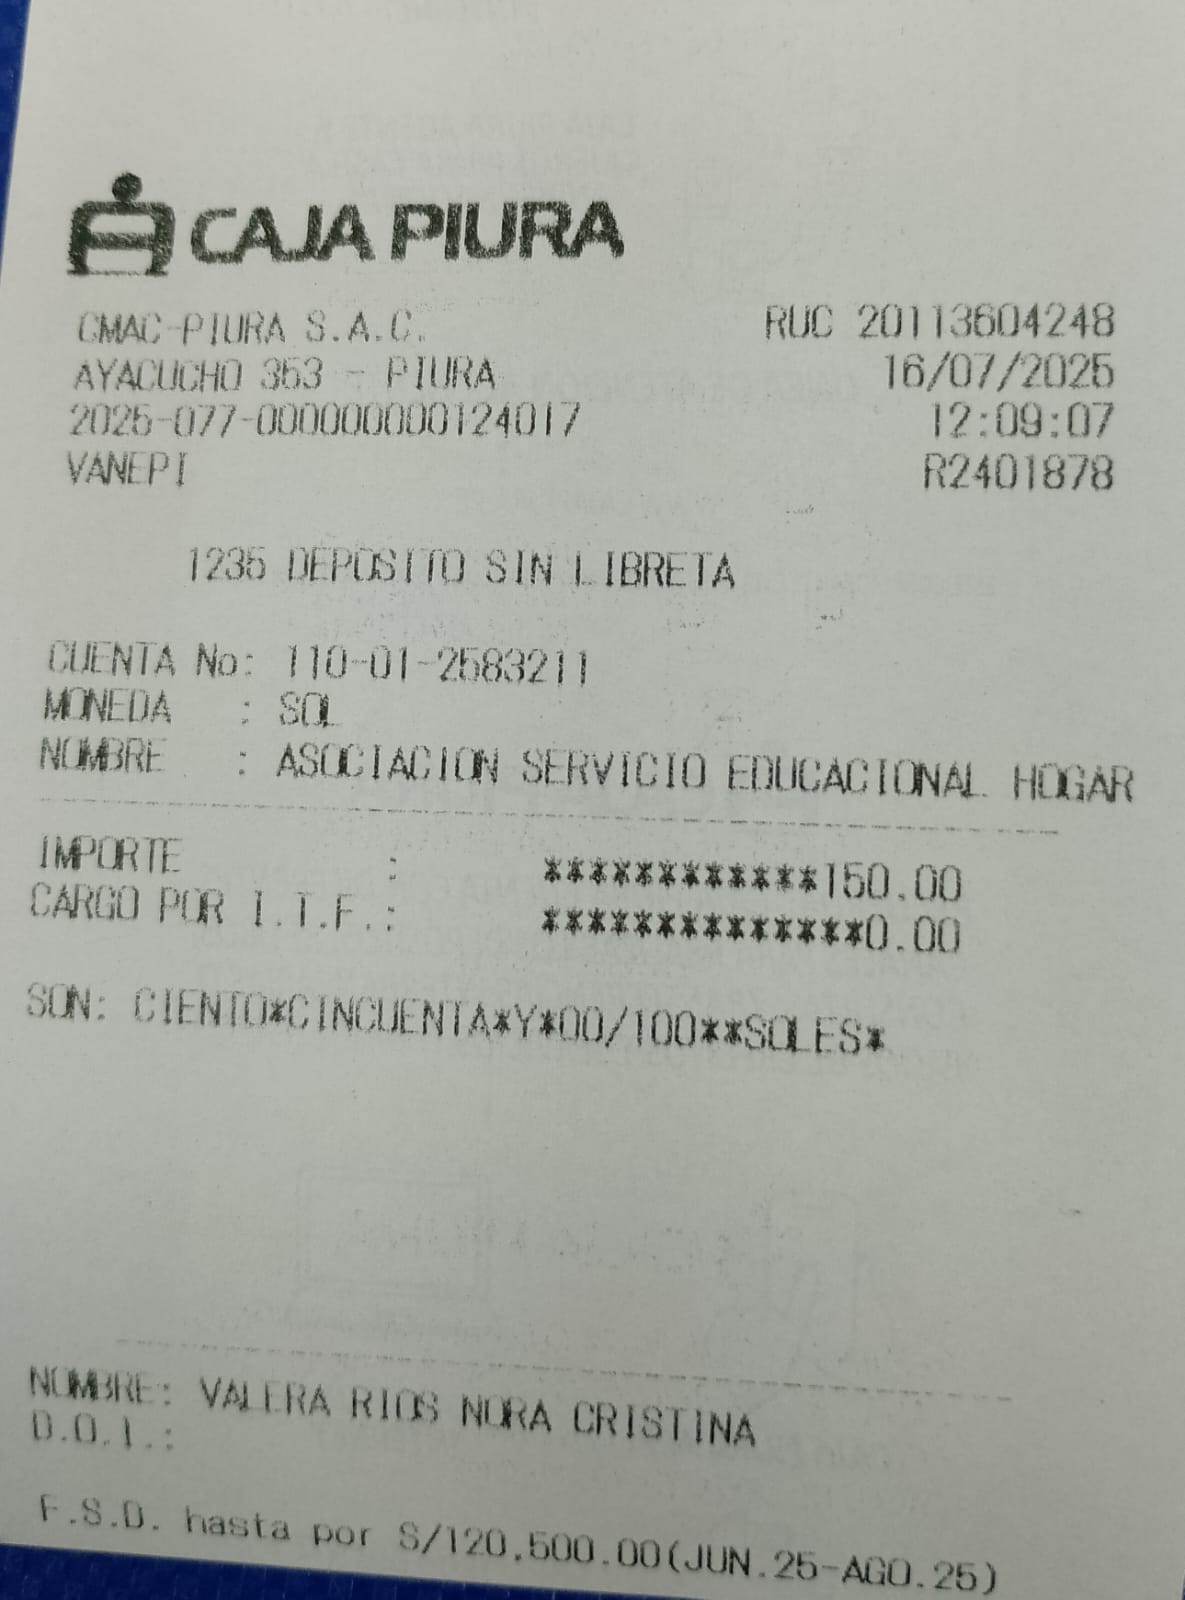 CAJA PIURA
CMAC-PIURA S.A.C. RUC 20113604248
AYACUCHO 353 - PIURA 16/07/2025
2025-077-000000000124017 12:09:07
VANEPI R2401878
1235 DEPOSITO SIN LIBRETA
CUENTA No: 110-01-2583211
MONEDA : SOL
NOMBRE : ASOCIACION SERVICIO EDUCACIONAL HOGAR
IMPORTE : ************150.00
CARGO POR I.T.F.: **************0.00
SON: CIENTO*CINCUENTA*Y*00/100**SOLES*
NOMBRE: VALERA RIOS NORA CRISTINA
D.O.I.:
F.S.D. hasta por S/120,500.00(JUN.25-AGO.25)